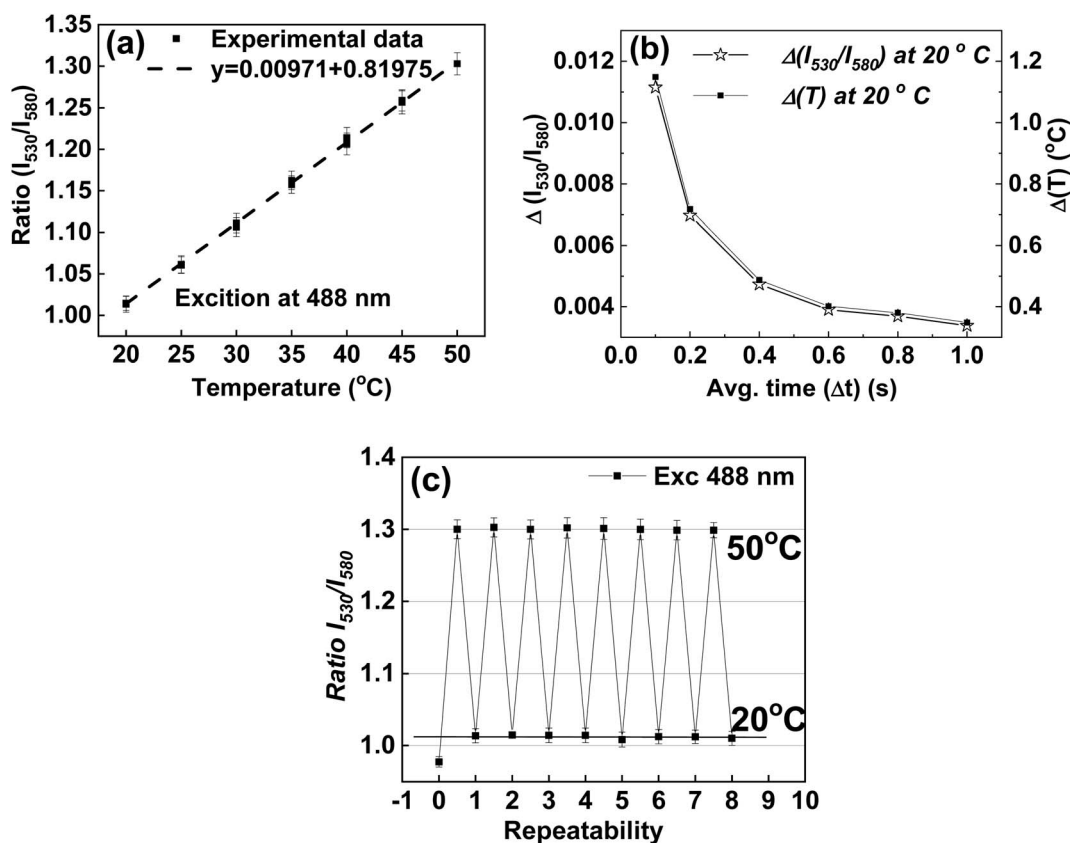 (a)
Experimental data
y=0.00971+0.81975
Excition at 488 nm
Ratio (I530/I580)
1.35
1.30
1.25
1.20
1.15
1.10
1.05
1.00
20 25 30 35 40 45 50
Temperature (oC)
(b)
Δ(I530/I580) at 20 o C
Δ(T) at 20 o C
Δ (I530/I580)
0.012
0.010
0.008
0.006
0.004
0.0 0.2 0.4 0.6 0.8 1.0
Avg. time (Δt) (s)
1.2
1.0
0.8
0.6
0.4
Δ(T) (oC)
(c)
Exc 488 nm
50oC
20oC
Ratio I530/I580
1.4
1.3
1.2
1.1
1.0
-1 0 1 2 3 4 5 6 7 8 9 10
Repeatability